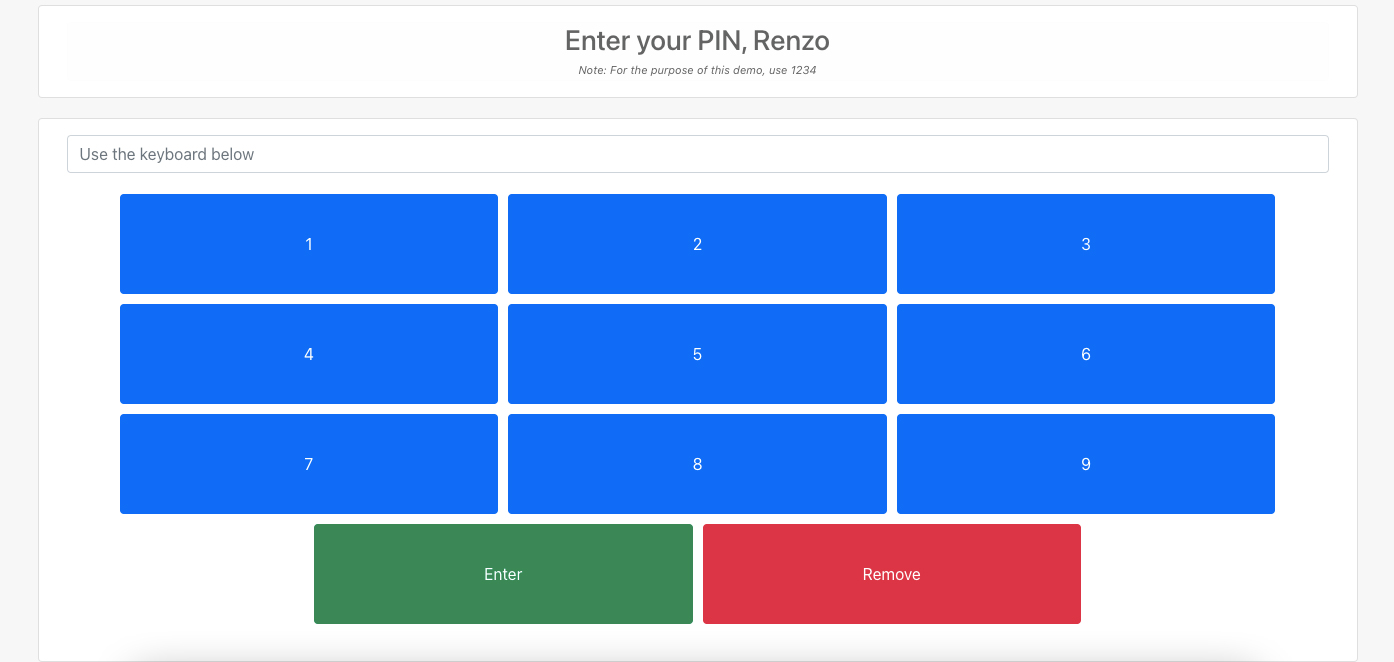 Enter your PIN, Renzo
Note: For the purpose of this demo, use 1234
Use the keyboard below
1 2 3
4 5 6
7 8 9
Enter Remove